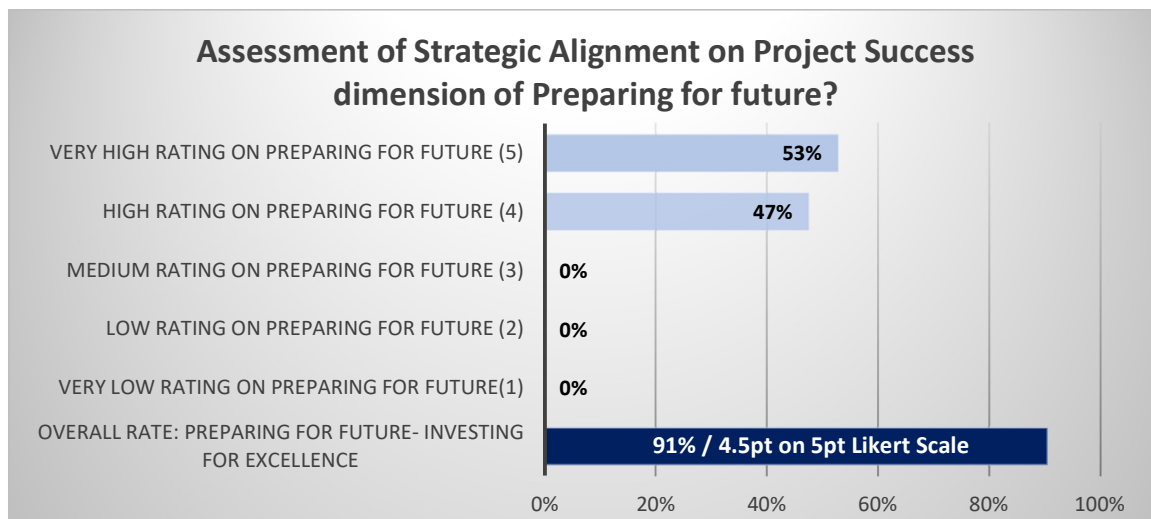 Assessment of Strategic Alignment on Project Success
dimension of Preparing for future?
VERY HIGH RATING ON PREPARING FOR FUTURE (5)
53%
HIGH RATING ON PREPARING FOR FUTURE (4)
47%
MEDIUM RATING ON PREPARING FOR FUTURE (3)
0%
LOW RATING ON PREPARING FOR FUTURE (2)
0%
VERY LOW RATING ON PREPARING FOR FUTURE(1)
0%
OVERALL RATE: PREPARING FOR FUTURE- INVESTING
FOR EXCELLENCE
91% / 4.5pt on 5pt Likert Scale
0% 20% 40% 60% 80% 100%